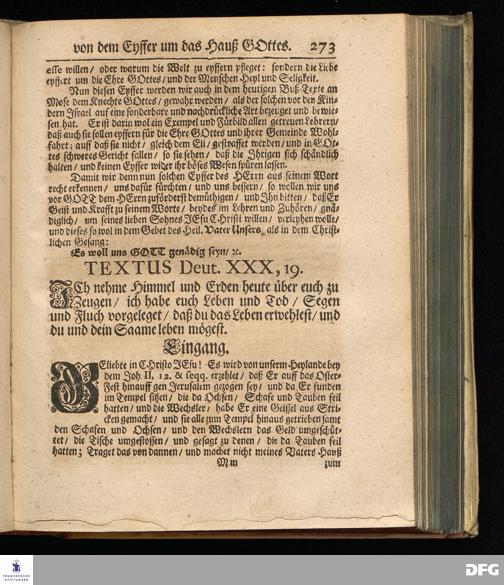 von dem Eyffer um das Hauß GOttes. 273
esse willen / oder warum die Welt zu eyffern pfleget: sondern die Liebe
eyffert um die Ehre GOttes / und der Menschen Heyl und Seligkeit.
Nun diesen Eyffer werden wir auch in dem heutigen Buß-Texte an
Mose dem Knechte GOttes / gewahr werden / als der solchen vor den Kin-
dern Israel auf eine sonderbare und nachdrückliche Art bezeuget und bewie-
sen hat. Er ist darin wol ein Exempel und Fürbild allen getreuen Lehrern /
daß auch sie sollen eyffern für die Ehre GOttes und ihrer Gemeinde Wohl-
fahrt; auff daß sie nicht / gleich dem Eli / gestraffet werden / und in GOt-
tes schweres Gericht fallen / so sie sehen / daß die Ihrigen sich schändlich
halten / und keinen Eyffer wider ihr böses Wesen spüren lassen.
Damit wir denn nun solchen Eyffer des HErrn aus seinem Wort
recht erkennen / uns dafür fürchten / und uns bessern / so wollen wir uns
vor GOTT dem HErrn zuförderst demüthigen / und Ihn bitten / daß Er
Geist und Krafft zu seinem Worte / beydes im Lehren und Zuhören / gnä-
diglich / um seines lieben Sohnes JEsu CHristi willen / verleyhen wolle /
und dieses so wol in dem Gebet des Heil. Vater Unsers als in dem Christ-
lichen Gesang:
Es woll uns GOTT genädig seyn / ꝛc.
TEXTUS Deut. XXX, 19.
ICh nehme Himmel und Erden heute über euch zu
Zeugen / ich habe euch Leben und Tod / Segen
und Fluch vorgeleget / daß du das Leben erwehlest / und
du und dein Saame leben mögest.
Eingang.
GEliebte in CHristo JEsu! Es wird von unserm Heylande bey
dem Joh. II, 12. & seqq. erzehlet / daß Er auff das Oster-
Fest hinauff gen Jerusalem gezogen sey / und da Er funden
im Tempel sitzen / die da Ochsen / Schafe und Tauben feil
hatten / und die Wechsler / habe Er eine Geissel aus Stri-
cken gemacht / und sie alle zum Tempel hinaus getrieben samt
den Schafen und Ochsen / und den Wechslern das Geld umgeschüt-
tet / die Tische umgestossen / und gesagt zu denen / die da Tauben feil
hatten; Traget das von dannen / und machet nicht meines Vaters Hauß
Mm zum
FRANCKESCHE
STIFTUNGEN
DFG